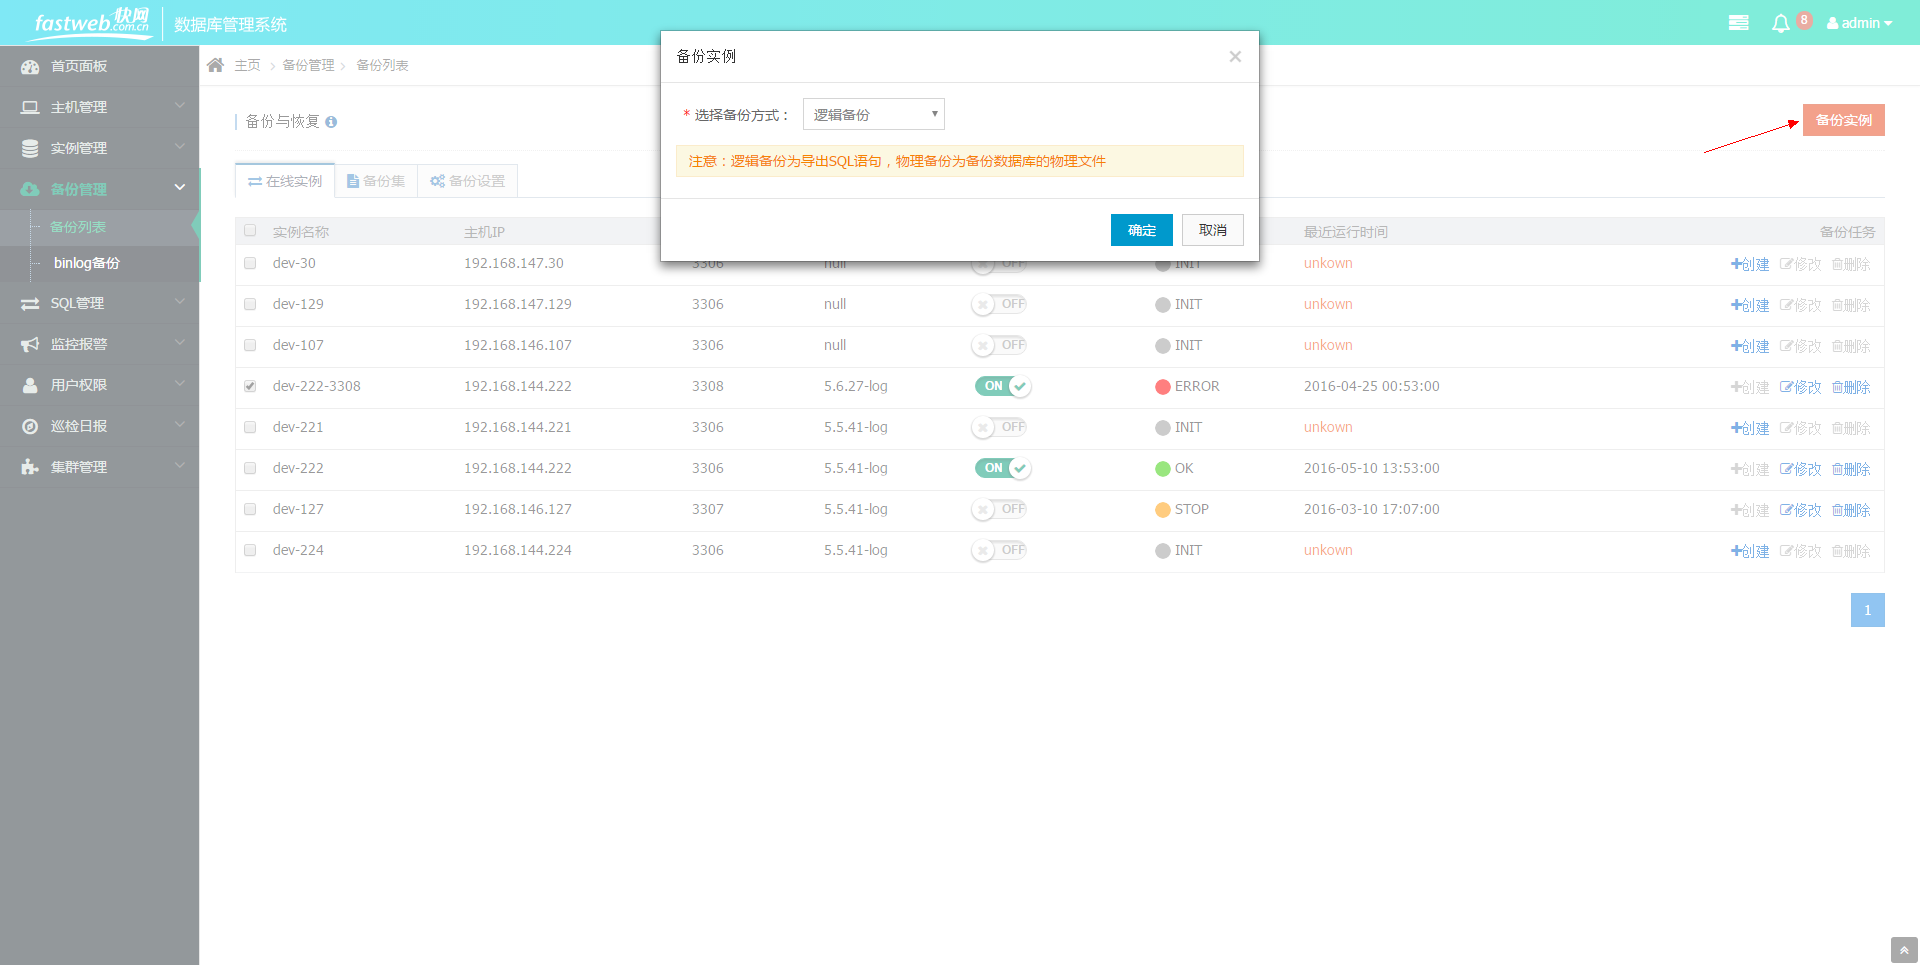 fastweb快网
.com.cn
数据库管理系统
8
admin
首页面板
主机管理
实例管理
备份管理
备份列表
binlog备份
SQL管理
监控报警
用户权限
巡检日报
集群管理
主页 > 备份管理 > 备份列表
备份与恢复
备份实例
在线实例 备份集 备份设置
备份实例 ×
* 选择备份方式： 逻辑备份
注意：逻辑备份为导出SQL语句，物理备份为备份数据库的物理文件
确定 取消
实例名称 主机IP 最近运行时间 备份任务
dev-30 192.168.147.30 3306 null OFF INIT unkown 创建 修改 删除
dev-129 192.168.147.129 3306 null OFF INIT unkown 创建 修改 删除
dev-107 192.168.146.107 3306 null OFF INIT unkown 创建 修改 删除
dev-222-3308 192.168.144.222 3308 5.6.27-log ON ERROR 2016-04-25 00:53:00 创建 修改 删除
dev-221 192.168.144.221 3306 5.5.41-log OFF INIT unkown 创建 修改 删除
dev-222 192.168.144.222 3306 5.5.41-log ON OK 2016-05-10 13:53:00 创建 修改 删除
dev-127 192.168.146.127 3307 5.5.41-log OFF STOP 2016-03-10 17:07:00 创建 修改 删除
dev-224 192.168.144.224 3306 5.5.41-log OFF INIT unkown 创建 修改 删除
1